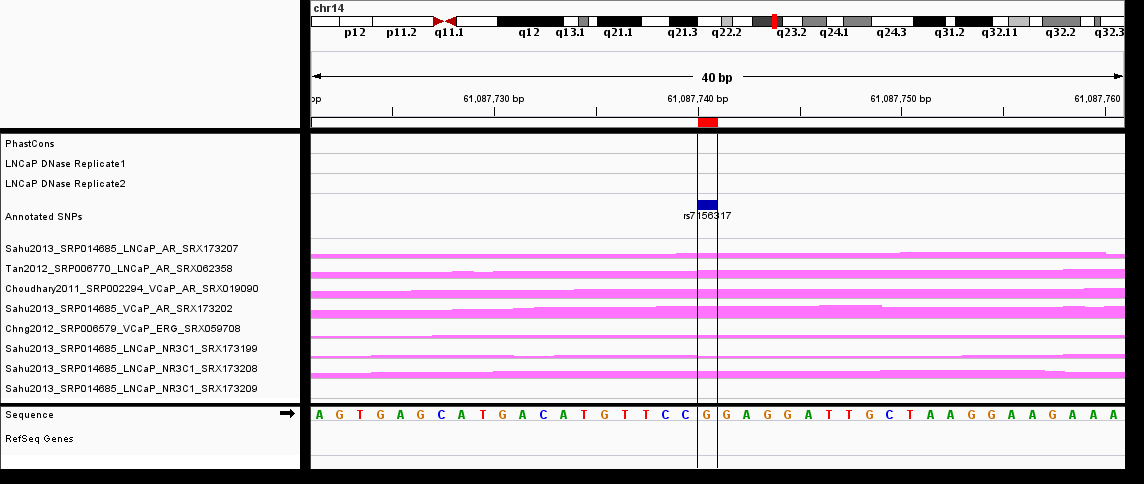 chr14
p12 p11.2 q11.1 q12 q13.1 q21.1 q21.3 q22.2 q23.2 q24.1 q24.3 q31.2 q32.11 q32.2 q32.3
40 bp
bp 61,087,730 bp 61,087,740 bp 61,087,750 bp 61,087,760
PhastCons
LNCaP DNase Replicate1
LNCaP DNase Replicate2
Annotated SNPs
rs7156317
Sahu2013_SRP014685_LNCaP_AR_SRX173207
Tan2012_SRP006770_LNCaP_AR_SRX062358
Choudhary2011_SRP002294_VCaP_AR_SRX019090
Sahu2013_SRP014685_VCaP_AR_SRX173202
Chng2012_SRP006579_VCaP_ERG_SRX059708
Sahu2013_SRP014685_LNCaP_NR3C1_SRX173199
Sahu2013_SRP014685_LNCaP_NR3C1_SRX173208
Sahu2013_SRP014685_LNCaP_NR3C1_SRX173209
Sequence A G T G A G C A T G A C A T G T T C C G G A G G A T T G C T A A G G A A G A A A
RefSeq Genes